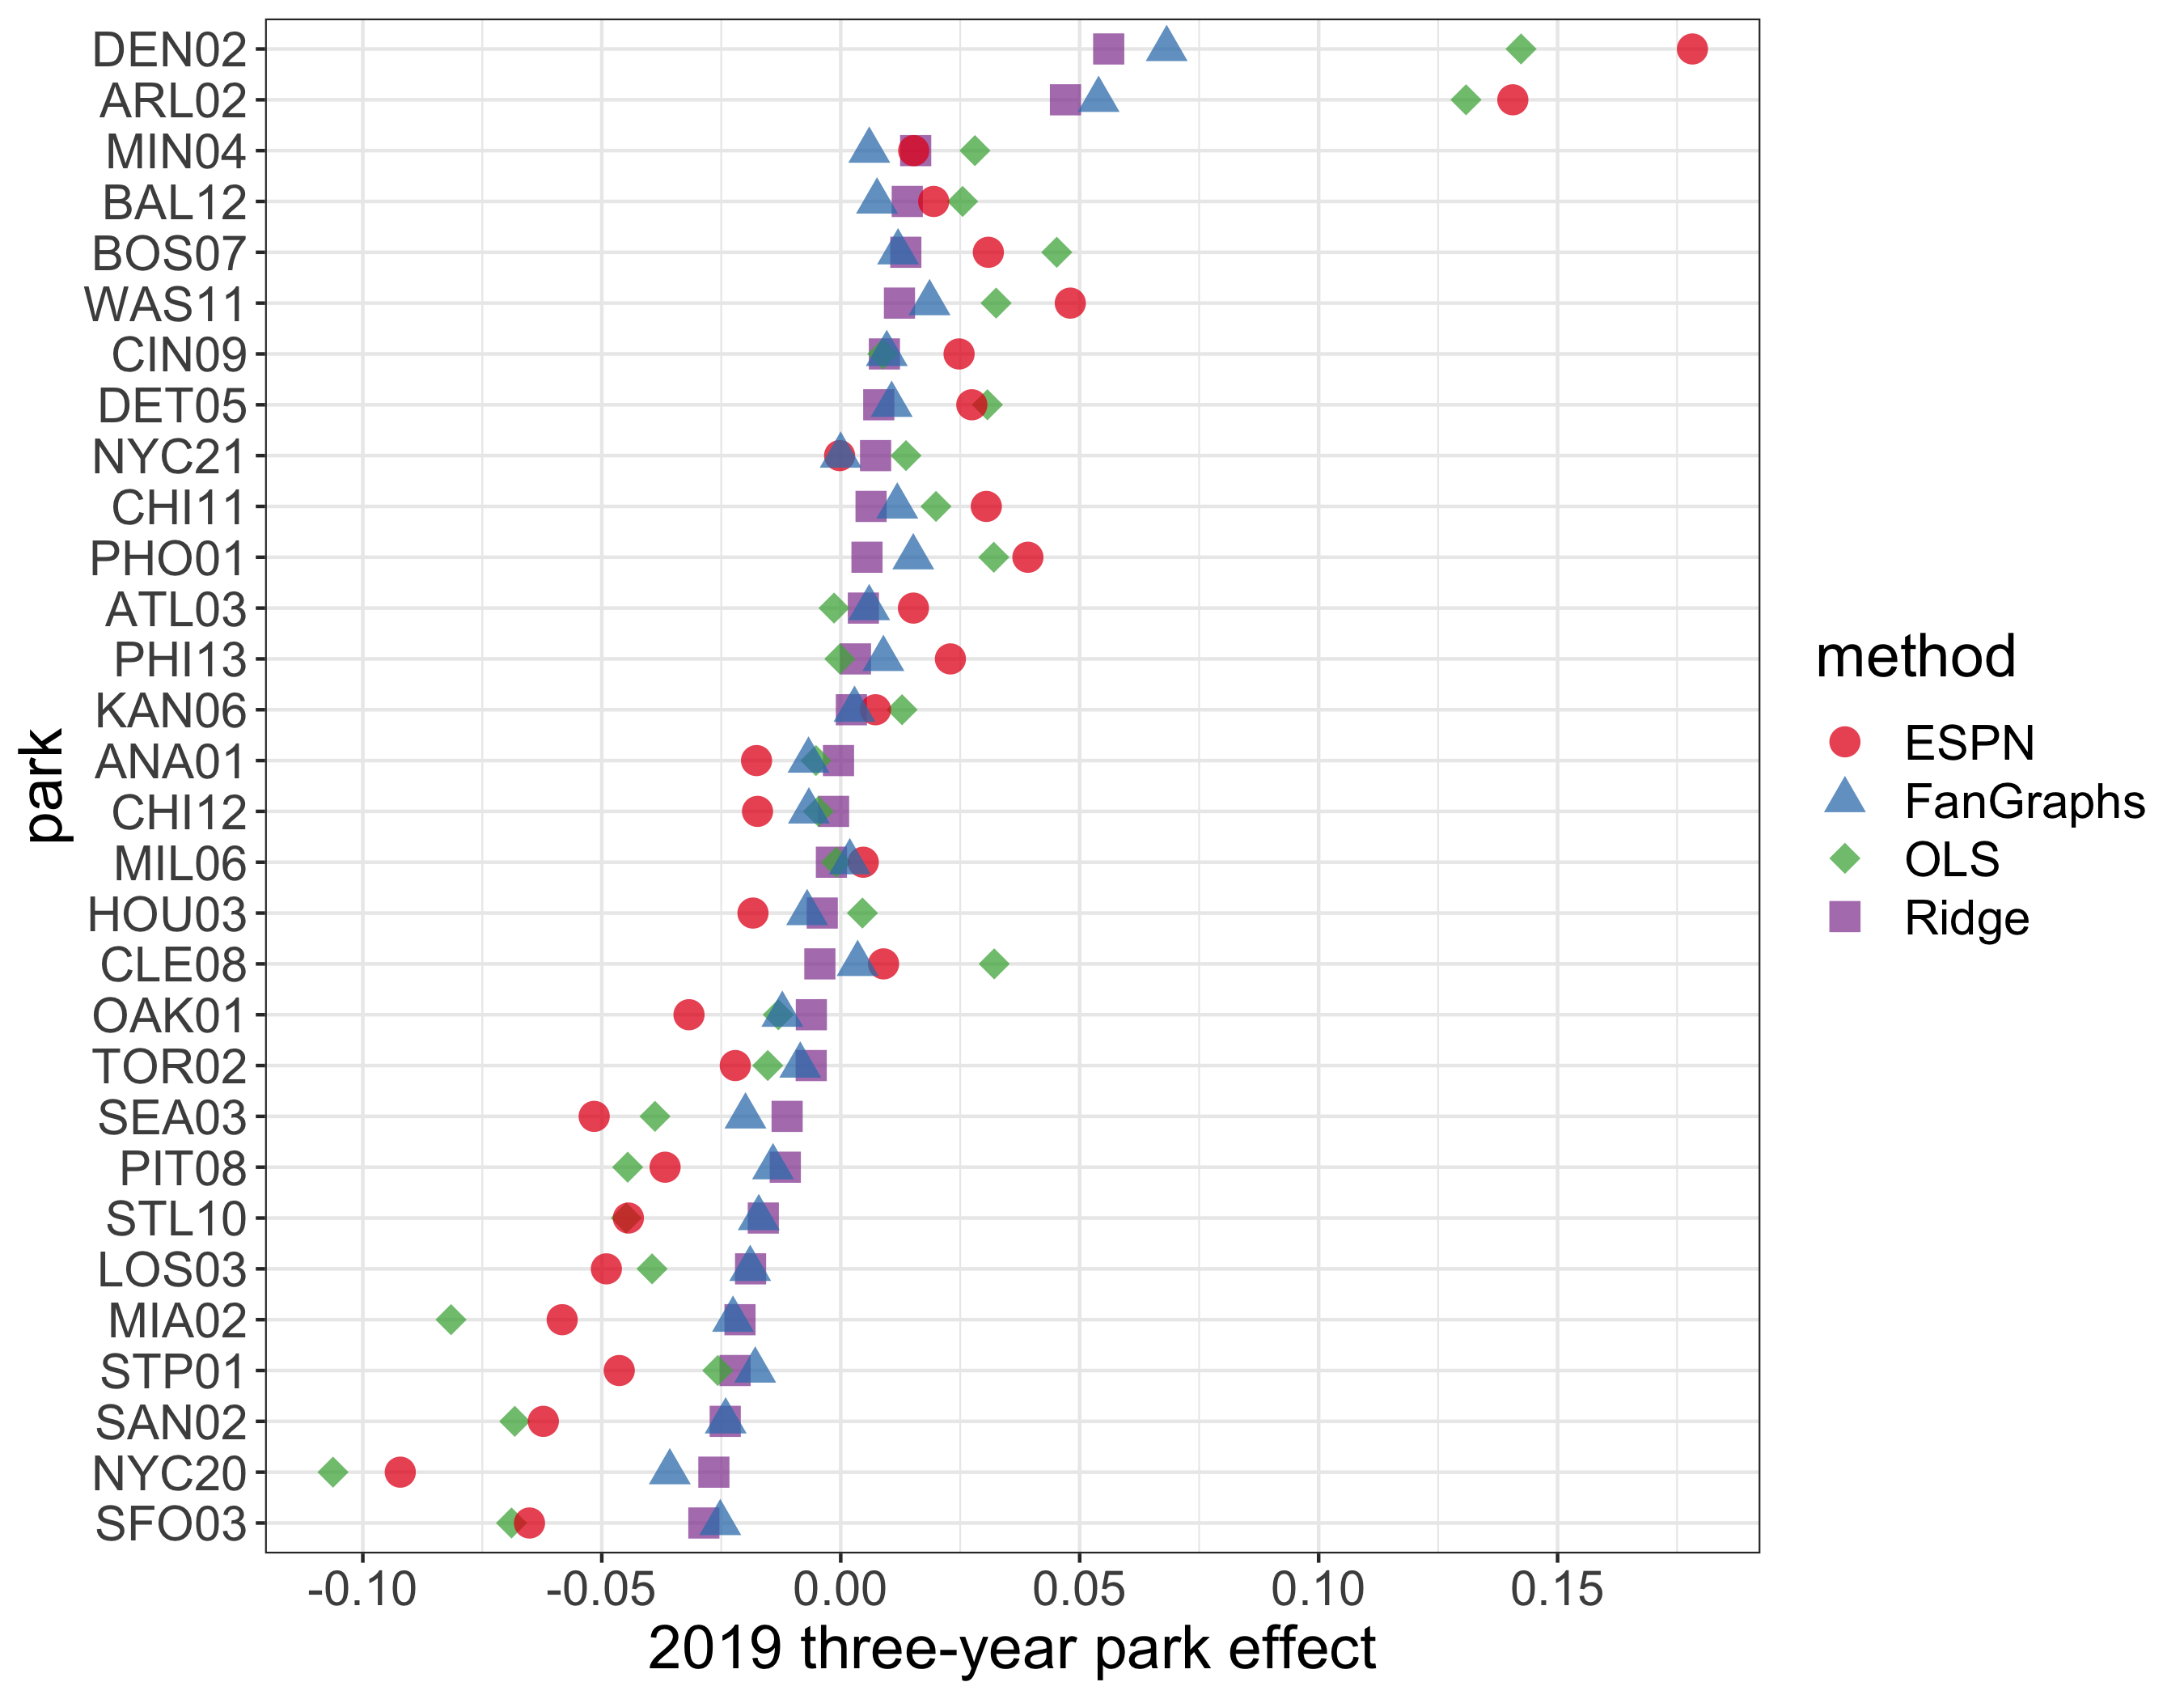 DEN02
ARL02
MIN04
BAL12
BOS07
WAS11
CIN09
DET05
NYC21
CHI11
PHO01
ATL03
PHI13
KAN06
ANA01
CHI12
MIL06
HOU03
CLE08
OAK01
TOR02
SEA03
PIT08
STL10
LOS03
MIA02
STP01
SAN02
NYC20
SFO03
park
-0.10 -0.05 0.00 0.05 0.10 0.15
2019 three-year park effect
method
ESPN
FanGraphs
OLS
Ridge